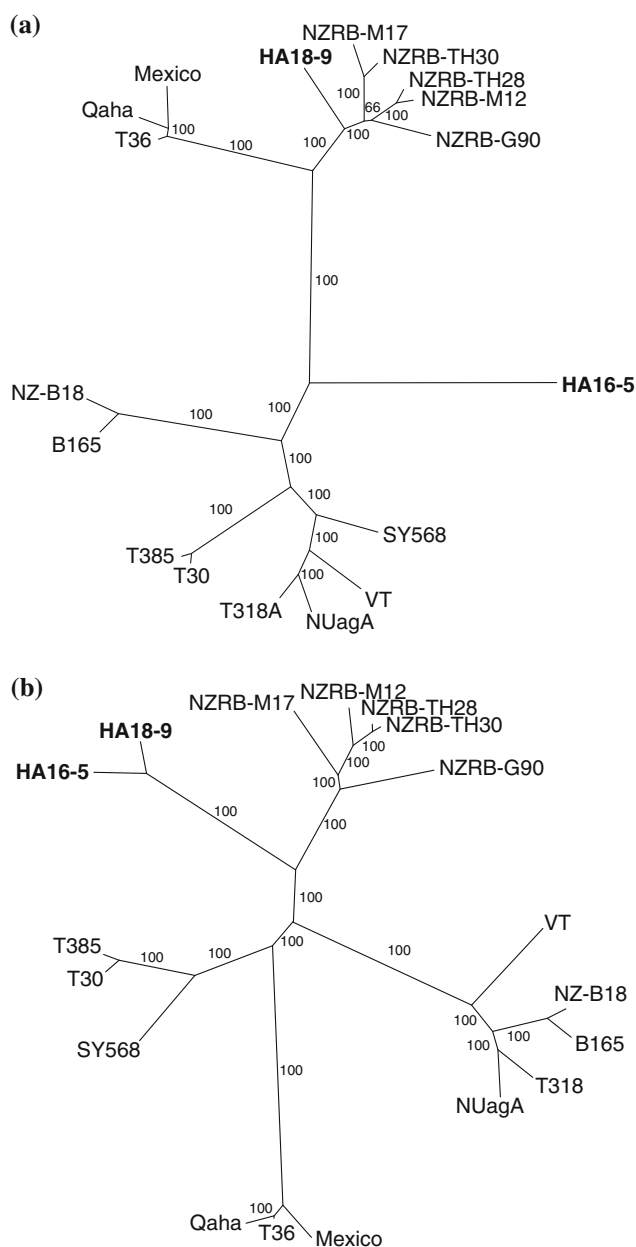 (a)
NZRB-M17
HA18-9
NZRB-TH30
Mexico
NZRB-TH28
NZRB-M12
Qaha
100
66
100
T36
100
100
100
NZRB-G90
100
100
HA16-5
NZ-B18
100
100
B165
100
100
100
SY568
T385
100
T30
100
VT
T318A
NUagA
(b)
NZRB-M12
NZRB-M17
NZRB-TH28
HA18-9
NZRB-TH30
100
HA16-5
100
NZRB-G90
100
100
100
100
VT
T385
100
100
100
100
T30
NZ-B18
100
100
B165
SY568
100
100
T318
NUagA
100
Qaha
T36
Mexico